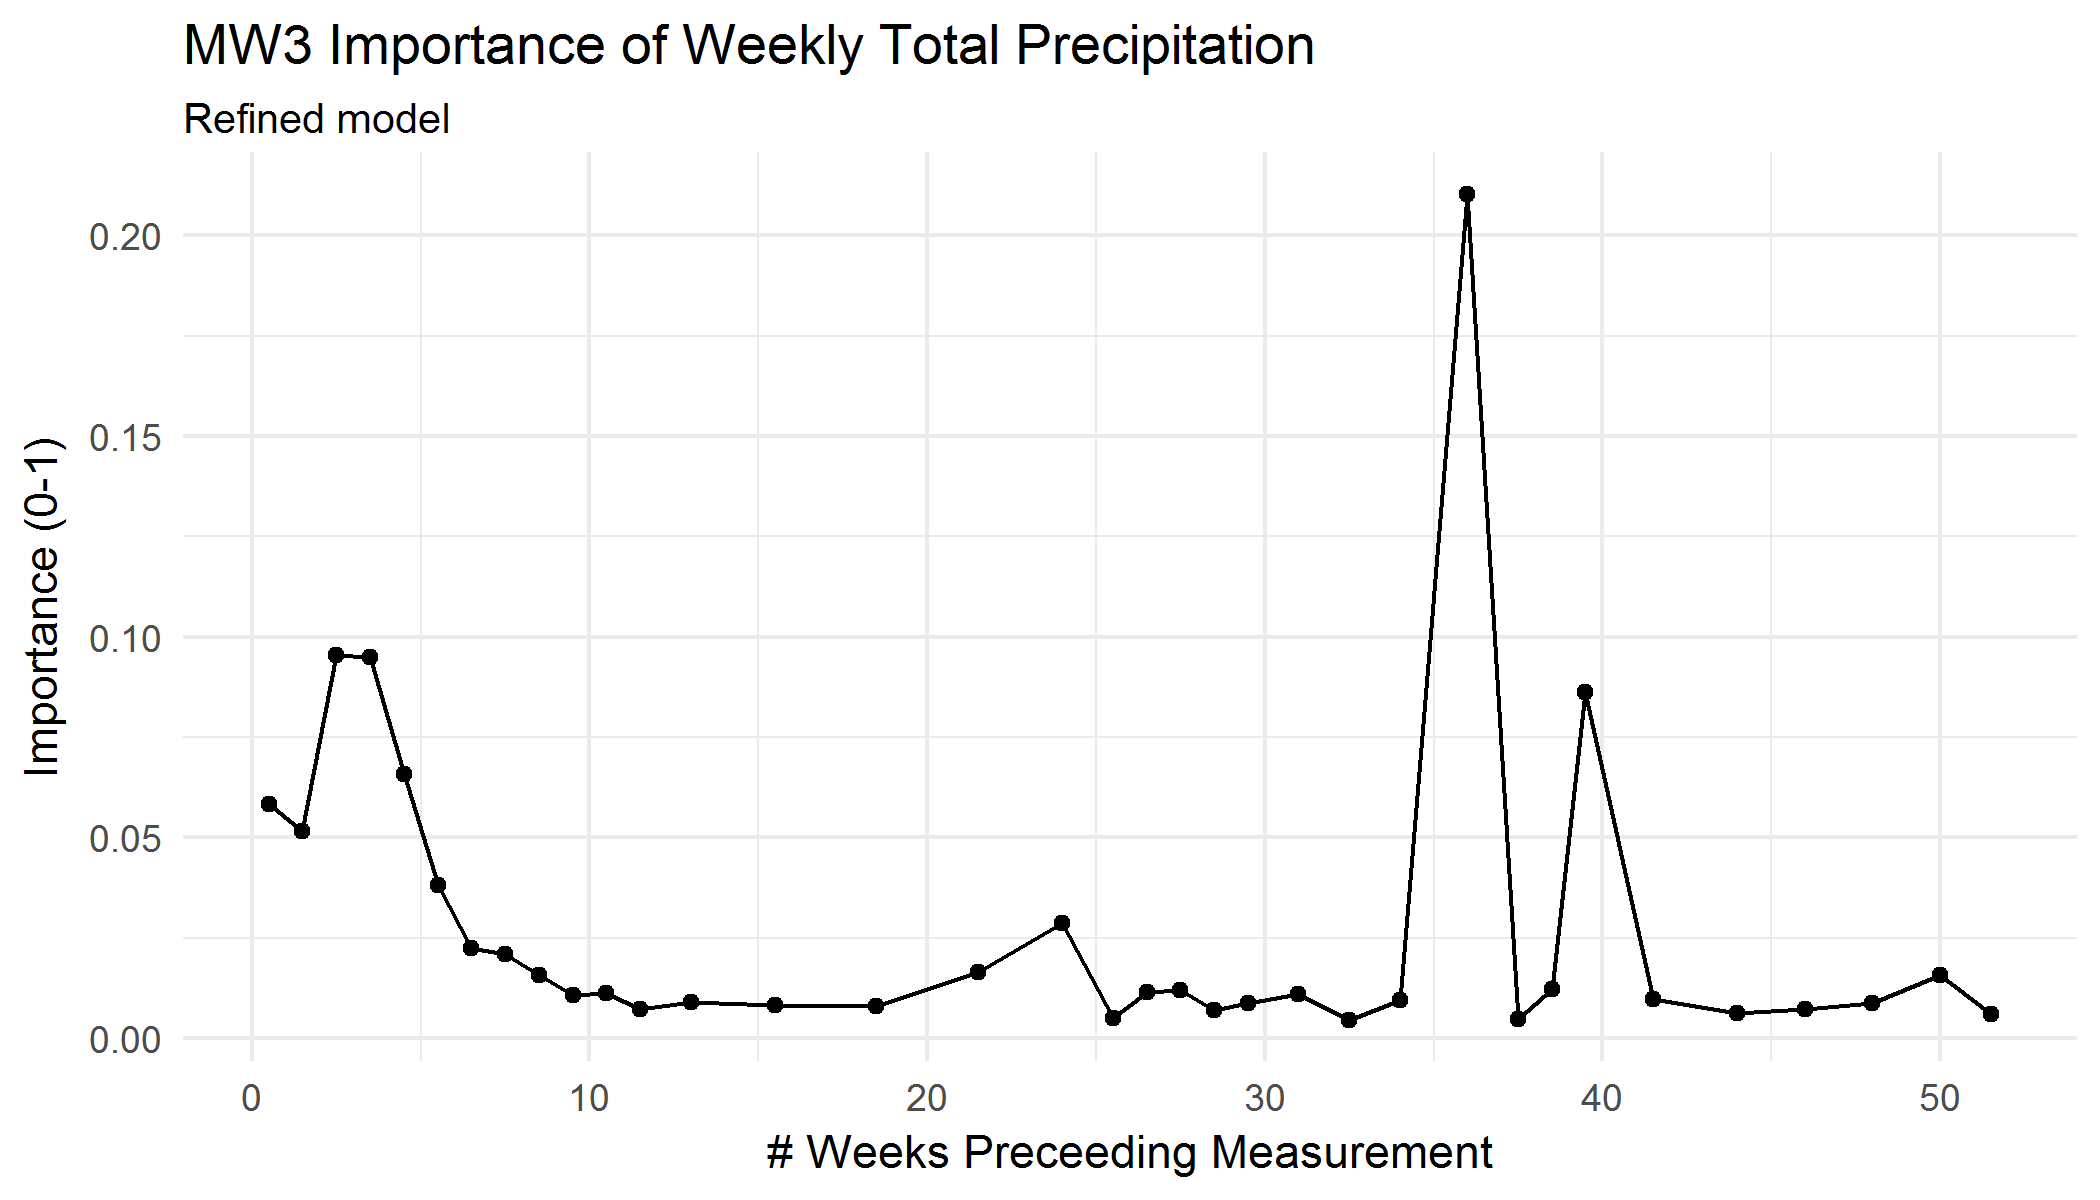 MW3 Importance of Weekly Total Precipitation
Refined model
Importance (0-1)
0.20
0.15
0.10
0.05
0.00
0 10 20 30 40 50
# Weeks Preceeding Measurement